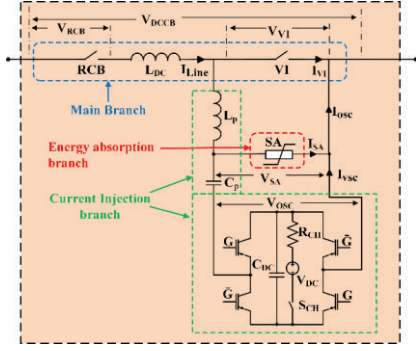 V_DCCB
V_RCB
V_VI
RCB
L_DC
I_Line
VI
I_VI
Main Branch
L_p
I_osc
Energy absorption
branch
SA
I_SA
C_p
V_SA
I_vsc
Current Injection
branch
V_OSC
G
R_CH
Ḡ
C_DC
V_DC
Ḡ
S_CH
G